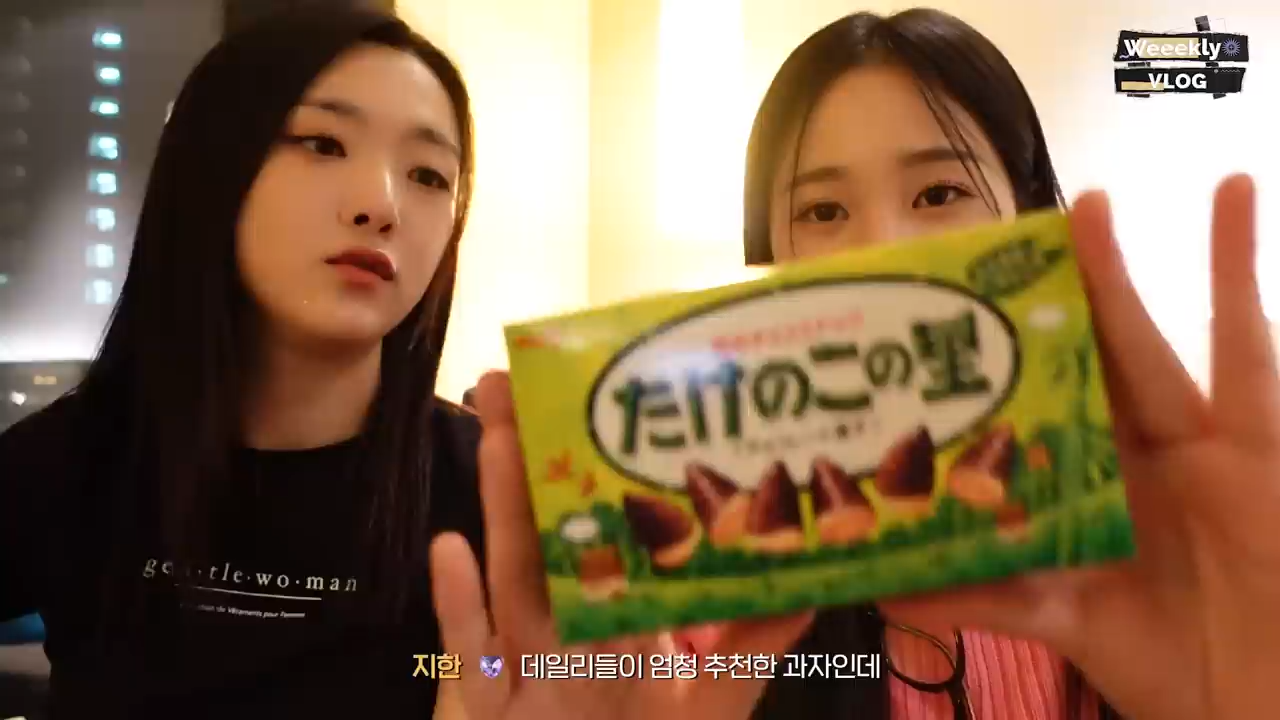 Weeekly
VLOG
たけのこの里
ge・tle・wo・man
지한 데일리들이 엄청 추천한 과자인데